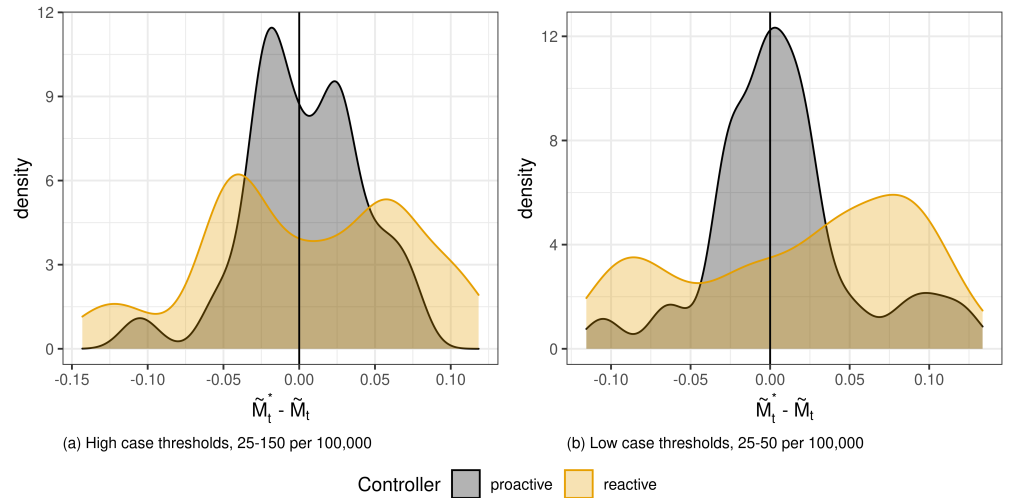 density
12
9
6
3
0
-0.15 -0.10 -0.05 0.00 0.05 0.10
M̃*t - M̃t
(a) High case thresholds, 25-150 per 100,000
density
12
8
4
0
-0.10 -0.05 0.00 0.05 0.10
M̃*t - M̃t
(b) Low case thresholds, 25-50 per 100,000
Controller proactive reactive